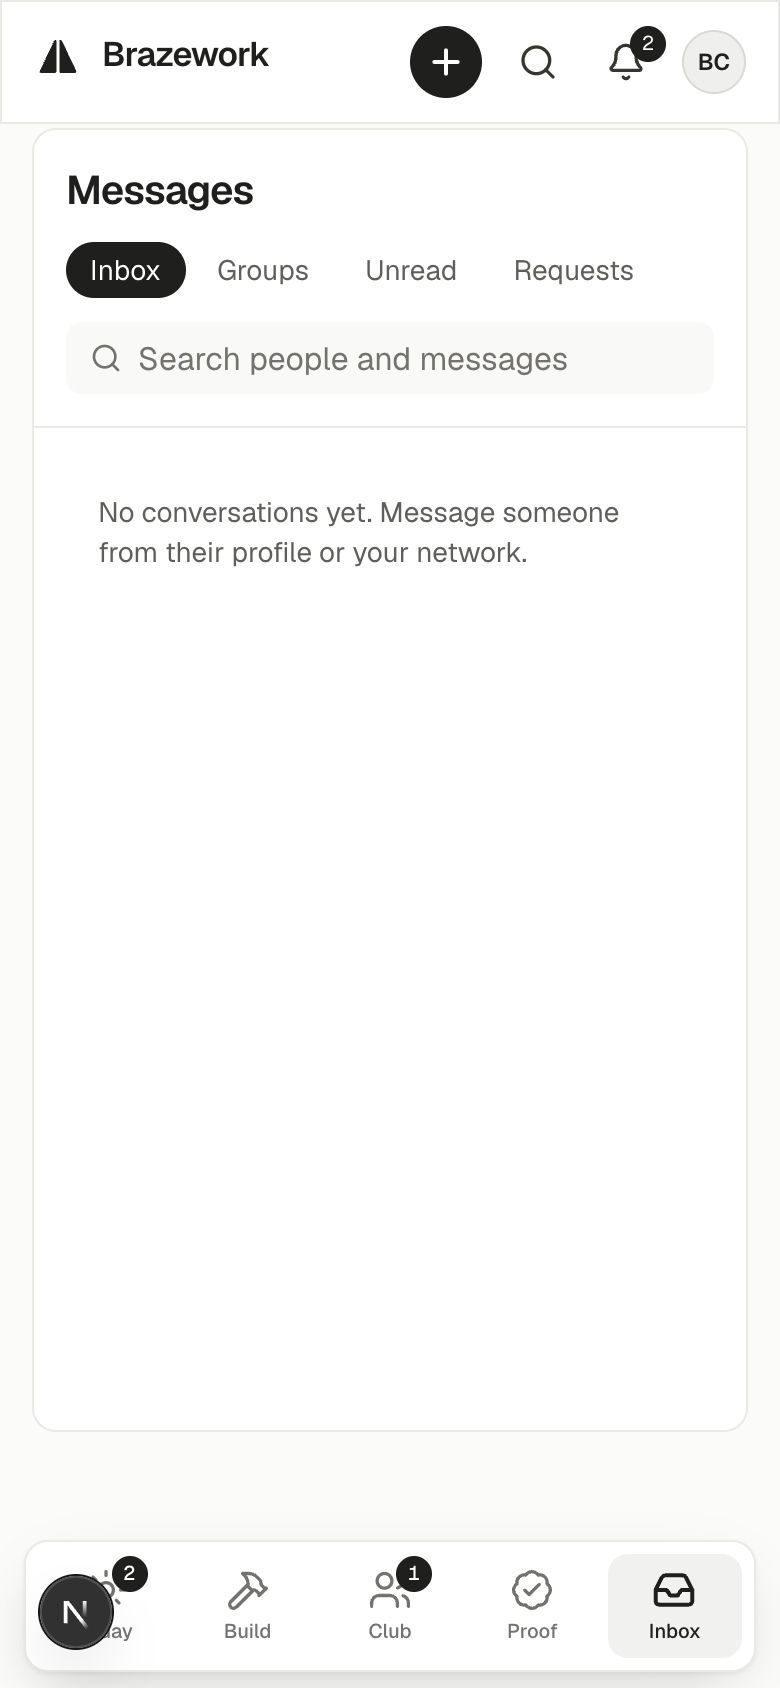 Brazework
2
BC
Messages
Inbox
Groups
Unread
Requests
Search people and messages
No conversations yet. Message someone
from their profile or your network.
2
1
N
Build
Club
Proof
Inbox